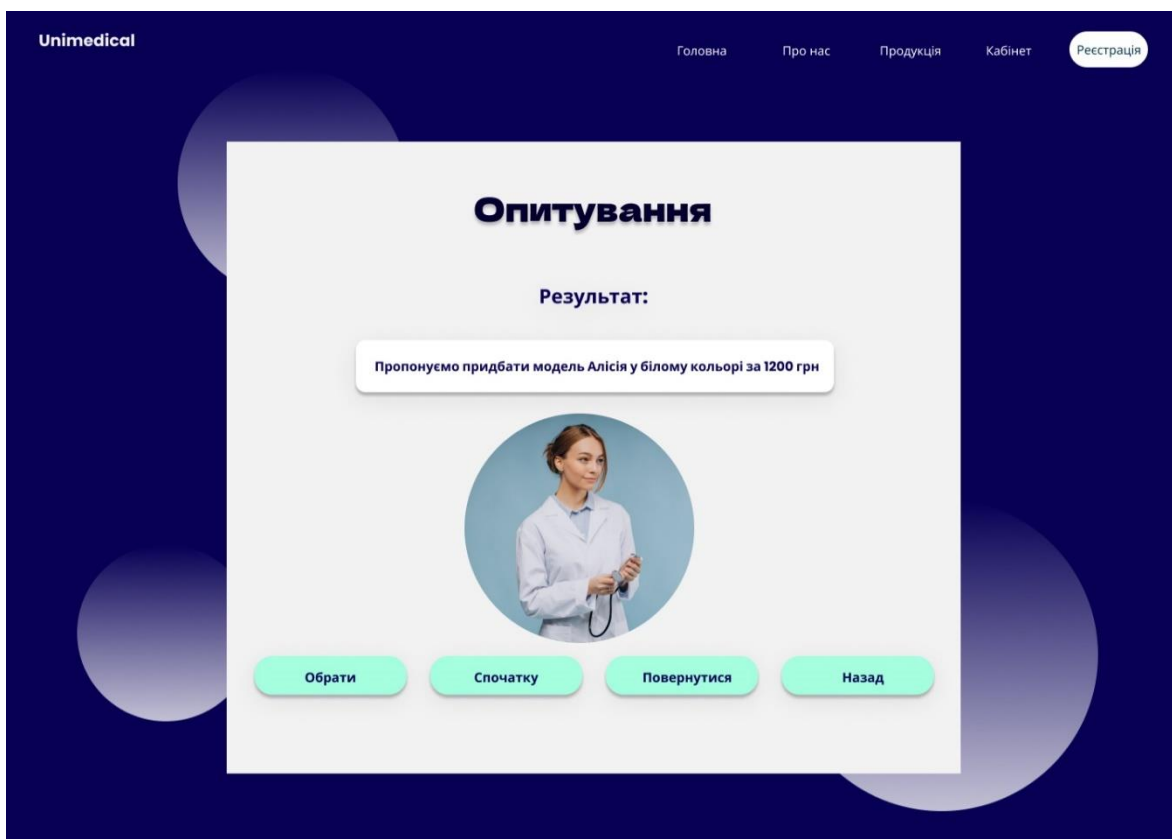 Unimedical
Головна
Про нас
Продукція
Кабінет
Реєстрація
Опитування
Результат:
Пропонуємо придбати модель Алісія у білому кольорі за 1200 грн
Обрати
Спочатку
Повернутися
Назад